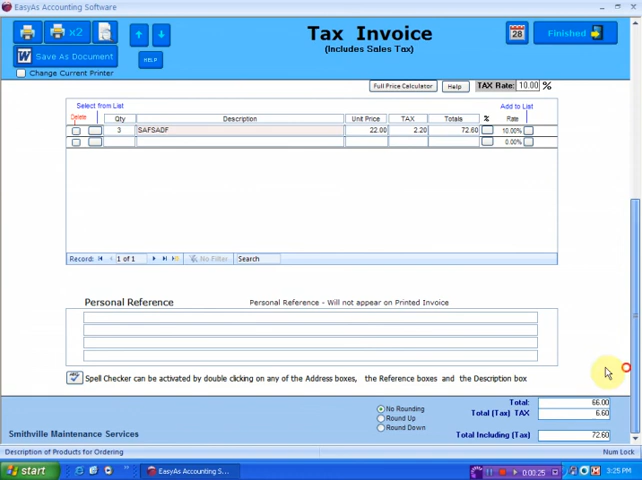 EasyAs Accounting Software
x2
Save As Document
HELP
Change Current Printer
Tax Invoice
(Includes Sales Tax)
28
Finished
Full Price Calculator
Help
TAX Rate: 10.00 %
Select from List
Add to List
Delete
Qty Description Unit Price TAX Totals % Rate
3 SAFSADF 22.00 2.20 72.60 10.00%
0.00%
Record: 1 of 1 No Filter Search
Personal Reference
Personal Reference - Will not appear on Printed Invoice
Spell Checker can be activated by double clicking on any of the Address boxes, the Reference boxes and the Description box
No Rounding
Round Up
Round Down
Total: 66.00
Total (Tax) TAX 6.60
Total Including (Tax) 72.60
Smithville Maintenance Services
Description of Products for Ordering
Num Lock
start
EasyAs Accounting S...
0:00:25
3:25 PM